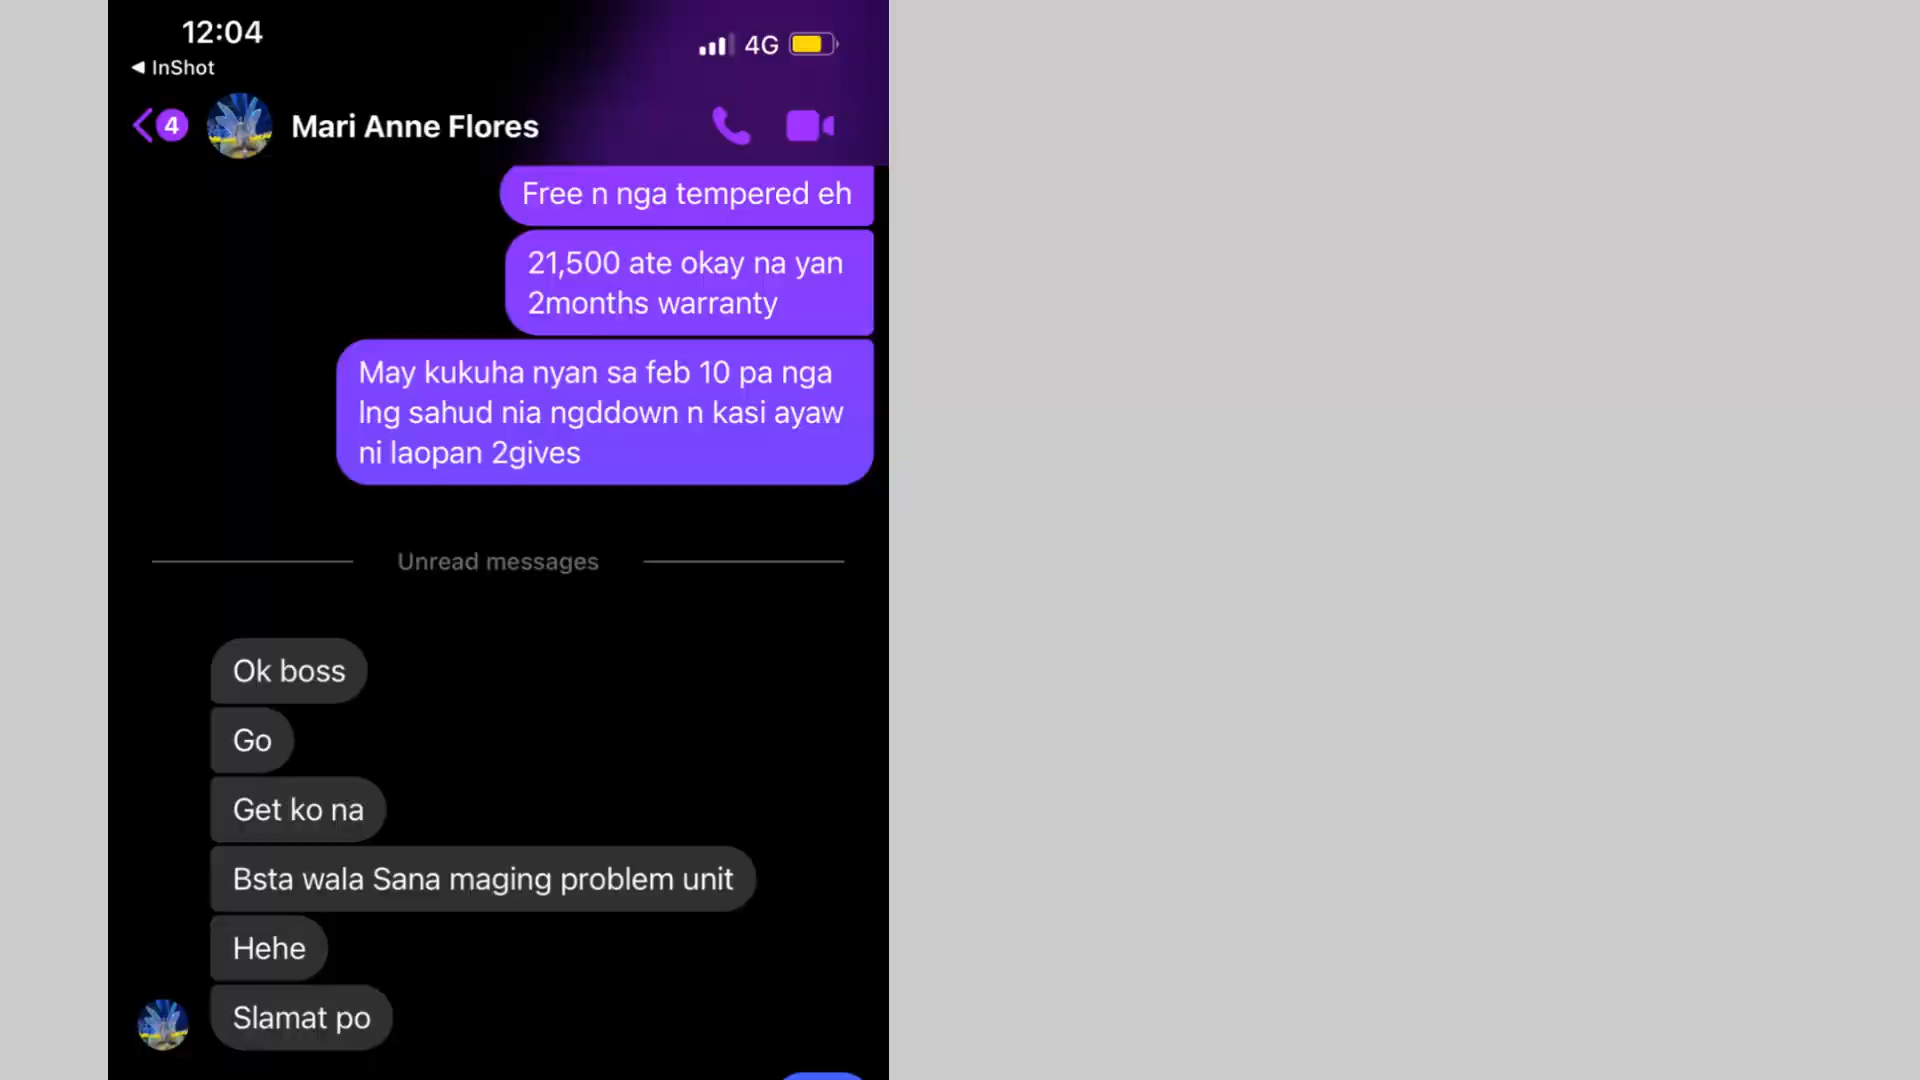 12:04
4G
InShot
4
Mari Anne Flores
Free n nga tempered eh
21,500 ate okay na yan
2months warranty
May kukuha nyan sa feb 10 pa nga
lng sahud nia ngddown n kasi ayaw
ni laopan 2gives
Unread messages
Ok boss
Go
Get ko na
Bsta wala Sana maging problem unit
Hehe
Slamat po